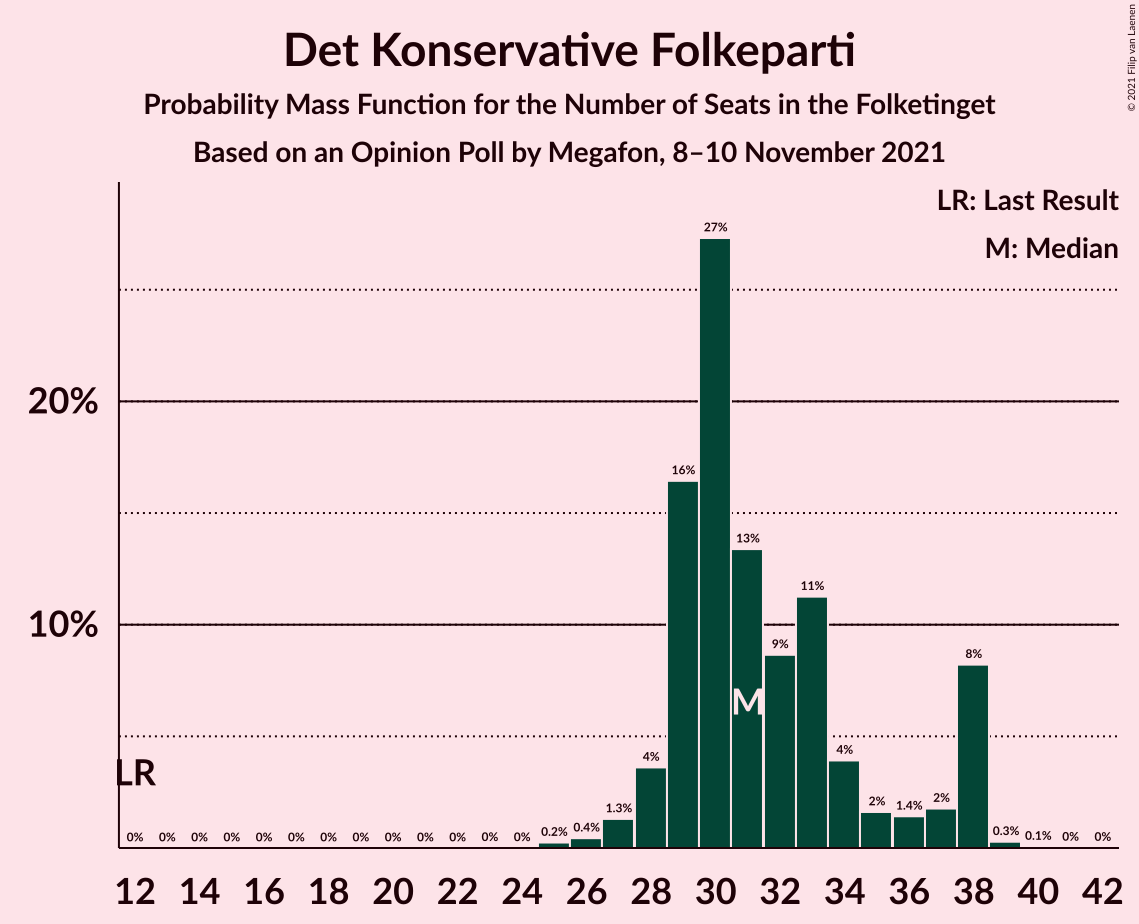 Det Konservative Folkeparti
Probability Mass Function for the Number of Seats in the Folketinget
Based on an Opinion Poll by Megafon, 8–10 November 2021
© 2021 Filip van Laenen
LR: Last Result
M: Median
27%
20%
16%
13%
11%
10%
9%
8%
M
4%
4%
LR
2%
1.3%
1.4%
2%
0% 0% 0% 0% 0% 0% 0% 0% 0% 0% 0% 0% 0% 0.2% 0.4% 0.3% 0.1% 0% 0%
12 14 16 18 20 22 24 26 28 30 32 34 36 38 40 42